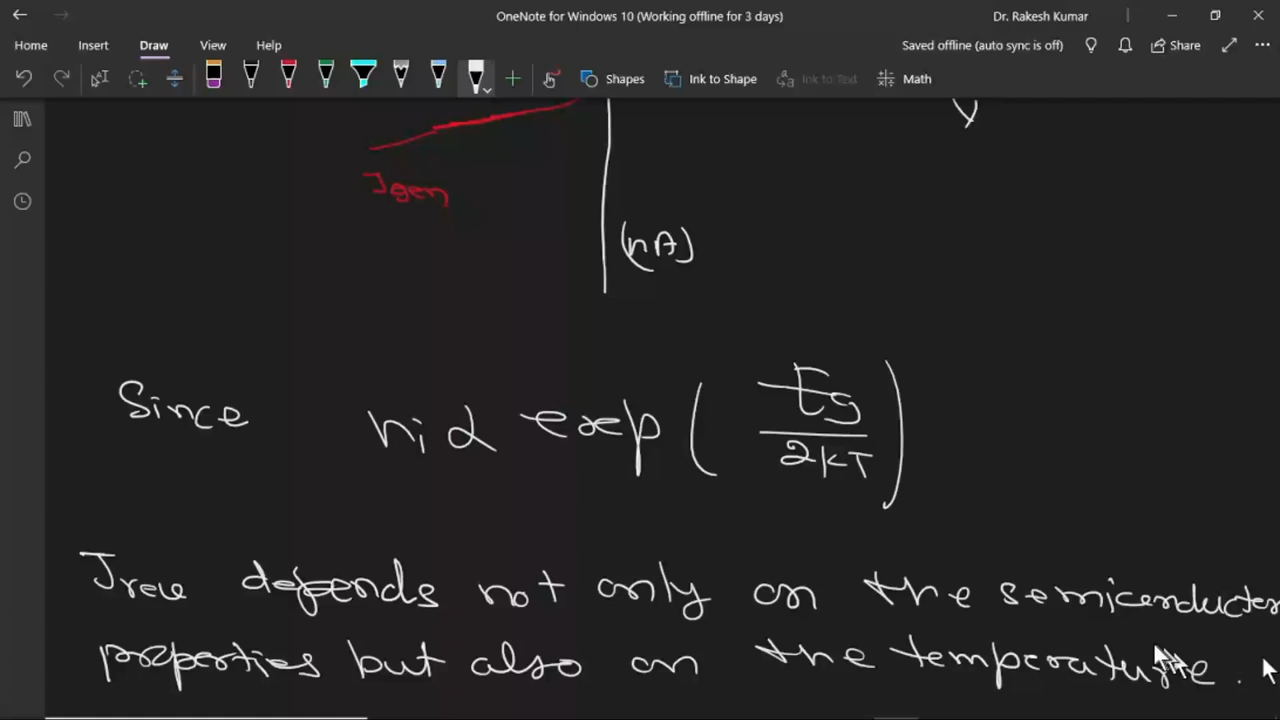 OneNote for Windows 10 (Working offline for 3 days)
Dr. Rakesh Kumar
Home Insert Draw View Help
Saved offline (auto sync is off)
Share
Shapes
Ink to Shape
Ink to Text
Math
Jgen
(nA)
Since ni α exp( -Eg / 2KT )
Jrev depends not only on the semiconductor
properties but also on the temperature.